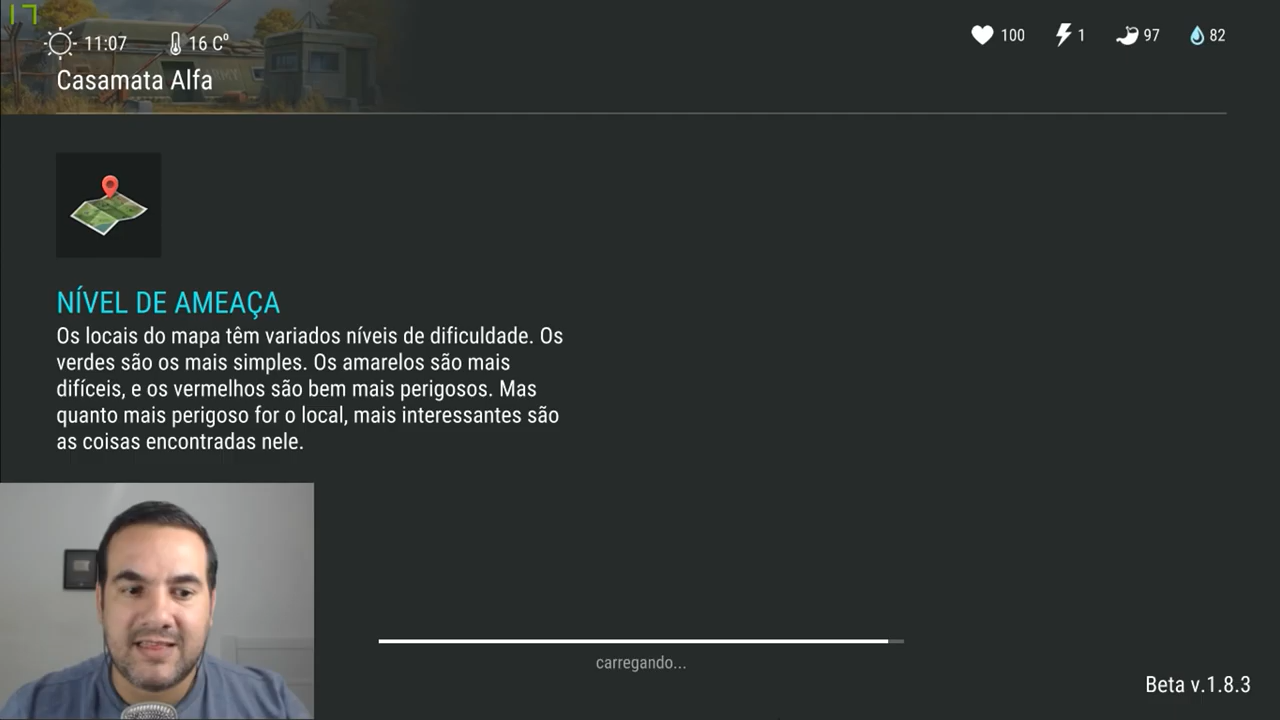 17
11:07 16 Cº 100 1 97 82
Casamata Alfa
NÍVEL DE AMEAÇA
Os locais do mapa têm variados níveis de dificuldade. Os
verdes são os mais simples. Os amarelos são mais
difíceis, e os vermelhos são bem mais perigosos. Mas
quanto mais perigoso for o local, mais interessantes são
as coisas encontradas nele.
carregando...
Beta v.1.8.3